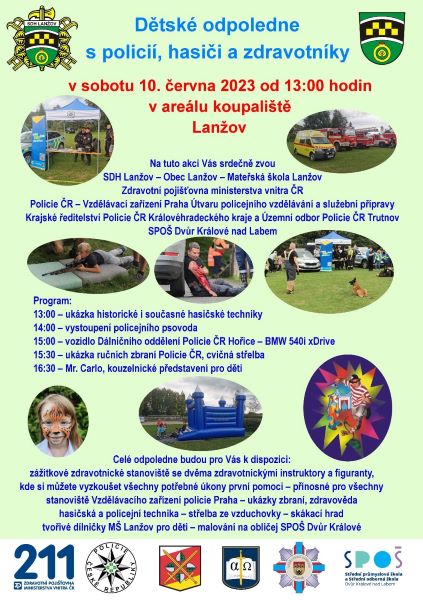 SDH LANŽOV
Dětské odpoledne
s policií, hasiči a zdravotníky
v sobotu 10. června 2023 od 13:00 hodin
v areálu koupaliště
Lanžov
Na tuto akci Vás srdečně zvou
SDH Lanžov – Obec Lanžov – Mateřská škola Lanžov
Zdravotní pojišťovna ministerstva vnitra ČR
Policie ČR – Vzdělávací zařízení Praha Útvaru policejního vzdělávání a služební přípravy
Krajské ředitelství Policie ČR Královéhradeckého kraje a Územní odbor Policie ČR Trutnov
SPOŠ Dvůr Králové nad Labem
Program:
13:00 – ukázka historické i současné hasičské techniky
14:00 – vystoupení policejního psovoda
15:00 – vozidlo Dálničního oddělení Policie ČR Hořice – BMW 540i xDrive
15:30 – ukázka ručních zbraní Policie ČR, cvičná střelba
16:30 – Mr. Carlo, kouzelnické představení pro děti
Celé odpoledne budou pro Vás k dispozici:
zážitkové zdravotnické stanoviště se dvěma zdravotnickými instruktory a figuranty,
kde si můžete vyzkoušet všechny potřebné úkony první pomoci – přínosné pro všechny
stanoviště Vzdělávacího zařízení policie Praha - ukázky zbraní, zdravověda
hasičská a policejní technika – střelba ze vzduchovky - skákací hrad
tvořivé dílničky MŠ Lanžov pro děti – malování na obličej SPOŠ Dvůr Králové
211
ZDRAVOTNÍ POJIŠŤOVNA
MINISTERSTVA VNITRA ČR
POLICIE
ČESKÉ REPUBLIKY
Α Ω
SPOŠ
Střední průmyslová škola
a Střední odborná škola
Dvůr Králové nad Labem